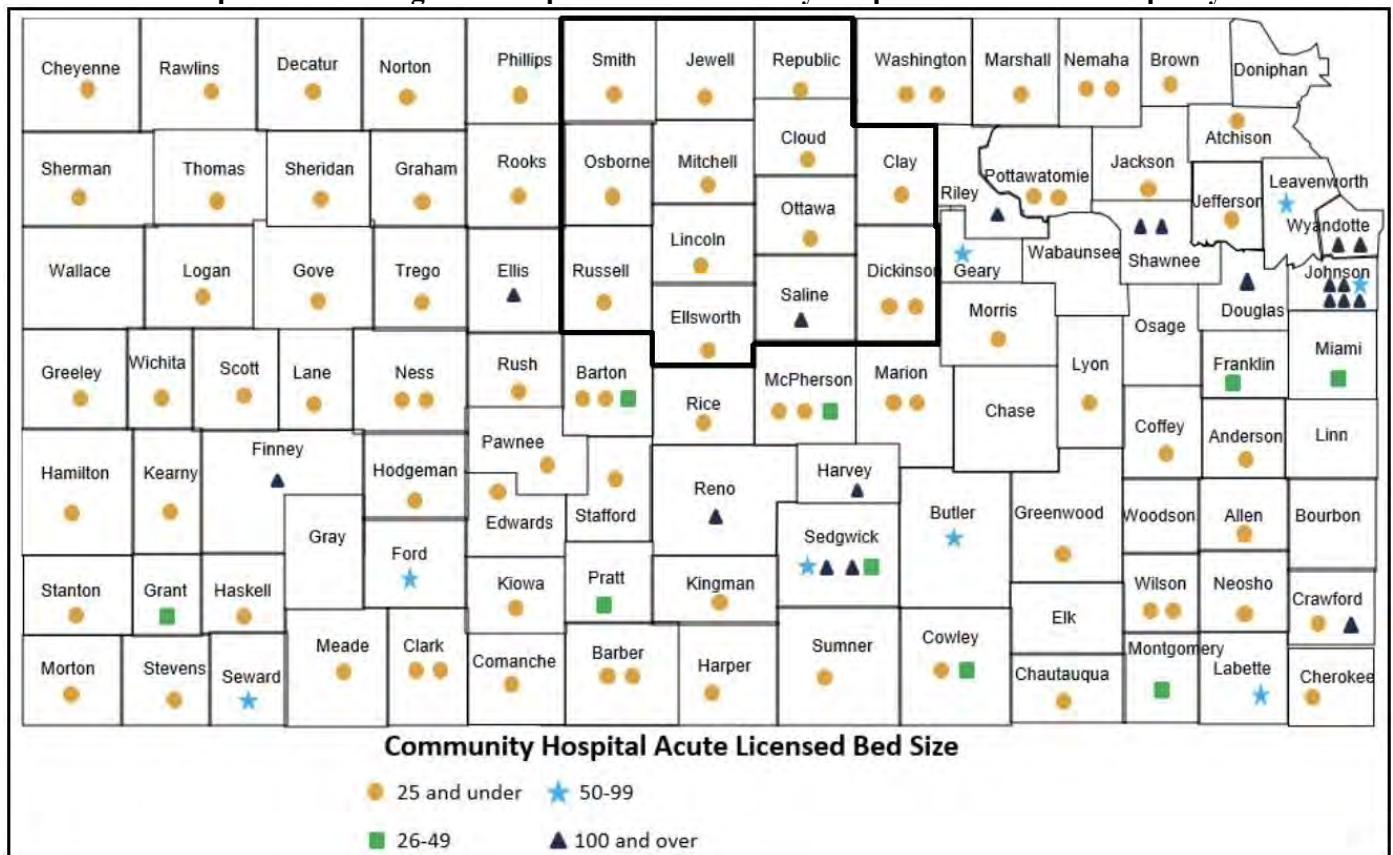 Cheyenne Rawlins Decatur Norton Phillips Smith Jewell Republic Washington Marshall Nemaha Brown Doniphan
Sherman Thomas Sheridan Graham Rooks Osborne Mitchell Cloud Clay Riley Pottawatomie Jackson Atchison
Jefferson Leavenworth
Wyandotte
Ottawa
Wallace Logan Gove Trego Ellis Russell Lincoln Saline Dickinson Geary Wabaunsee Shawnee Johnson
Ellsworth Morris Douglas
Osage
Greeley Wichita Scott Lane Ness Rush Barton Rice McPherson Marion Chase Lyon Franklin Miami
Coffey Anderson Linn
Hamilton Kearny Finney Hodgeman Pawnee Stafford Reno Harvey
Edwards
Gray Ford Sedgwick Butler Greenwood Woodson Allen Bourbon
Stanton Grant Haskell Kiowa Pratt Kingman Elk Wilson Neosho Crawford
Morton Stevens Seward Meade Clark Comanche Barber Harper Sumner Cowley Chautauqua Montgomery Labette Cherokee
Community Hospital Acute Licensed Bed Size
25 and under 50-99
26-49 100 and over